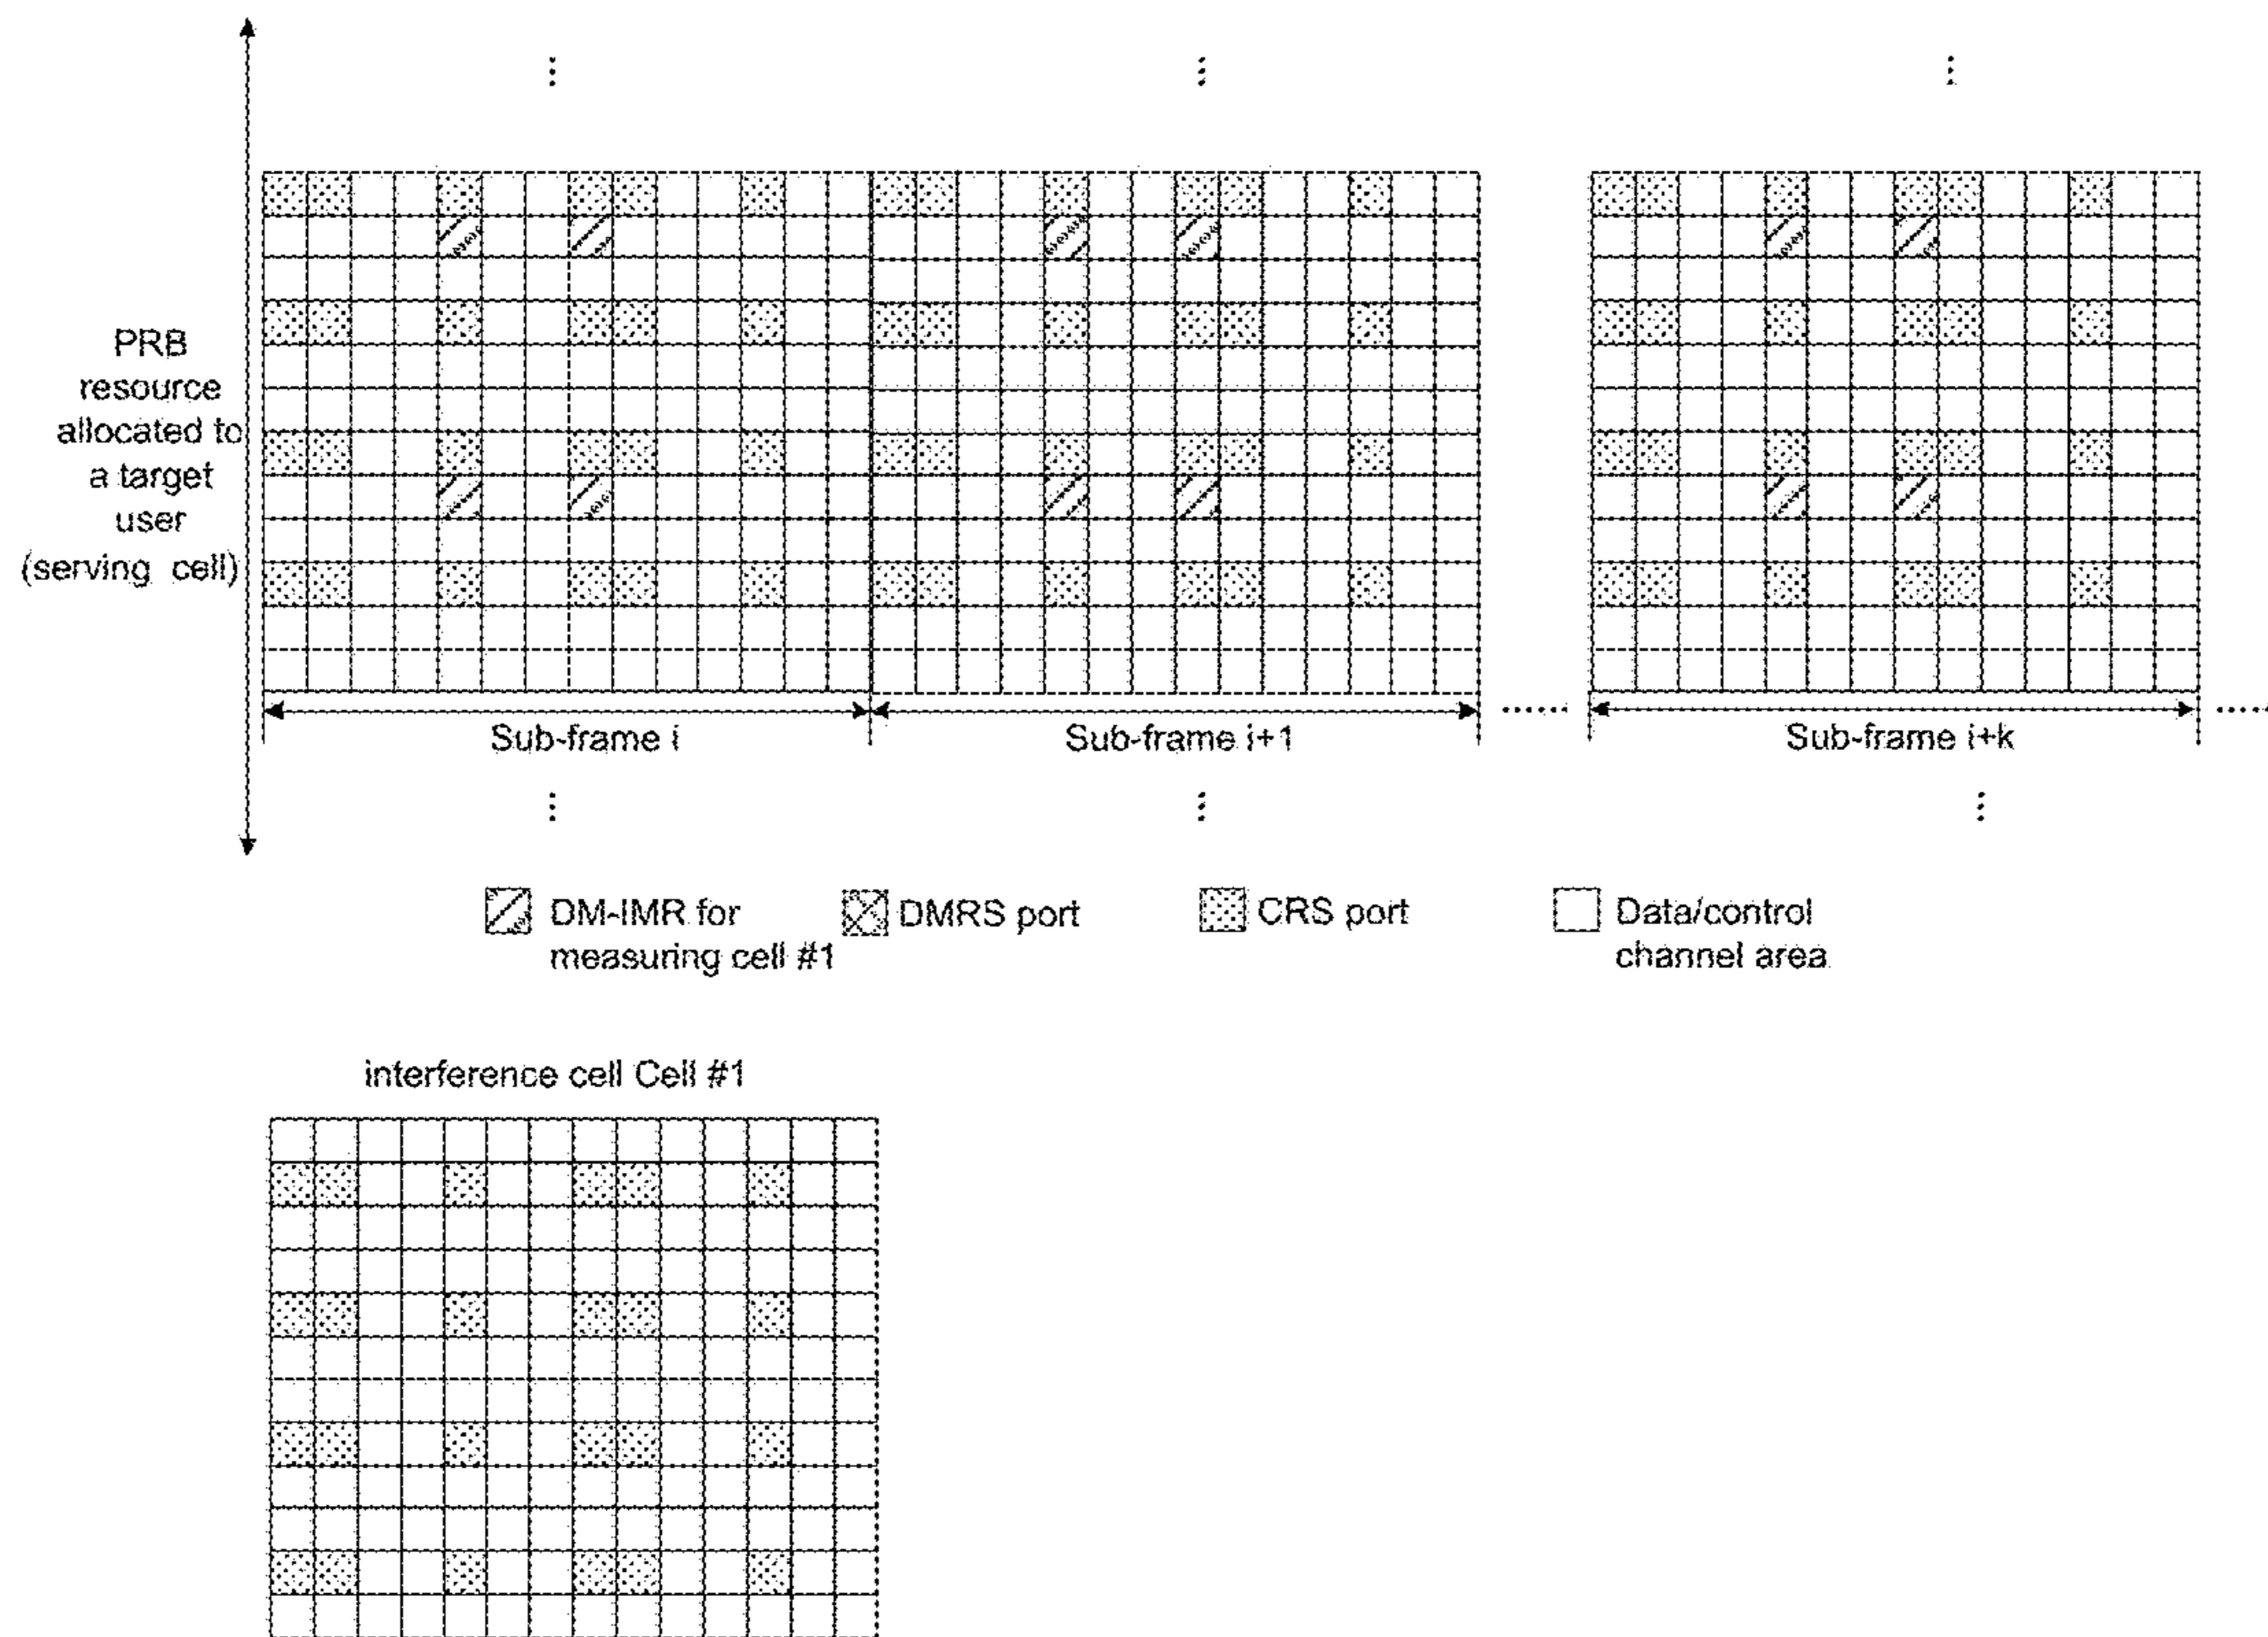 PRB
resource
allocated to
a target
user
(serving cell)
Sub-frame i
Sub-frame i+1
Sub-frame i+k
DM-IMR for
measuring cell #1
DMRS port
CRS port
Data/control
channel area
interference cell Cell #1